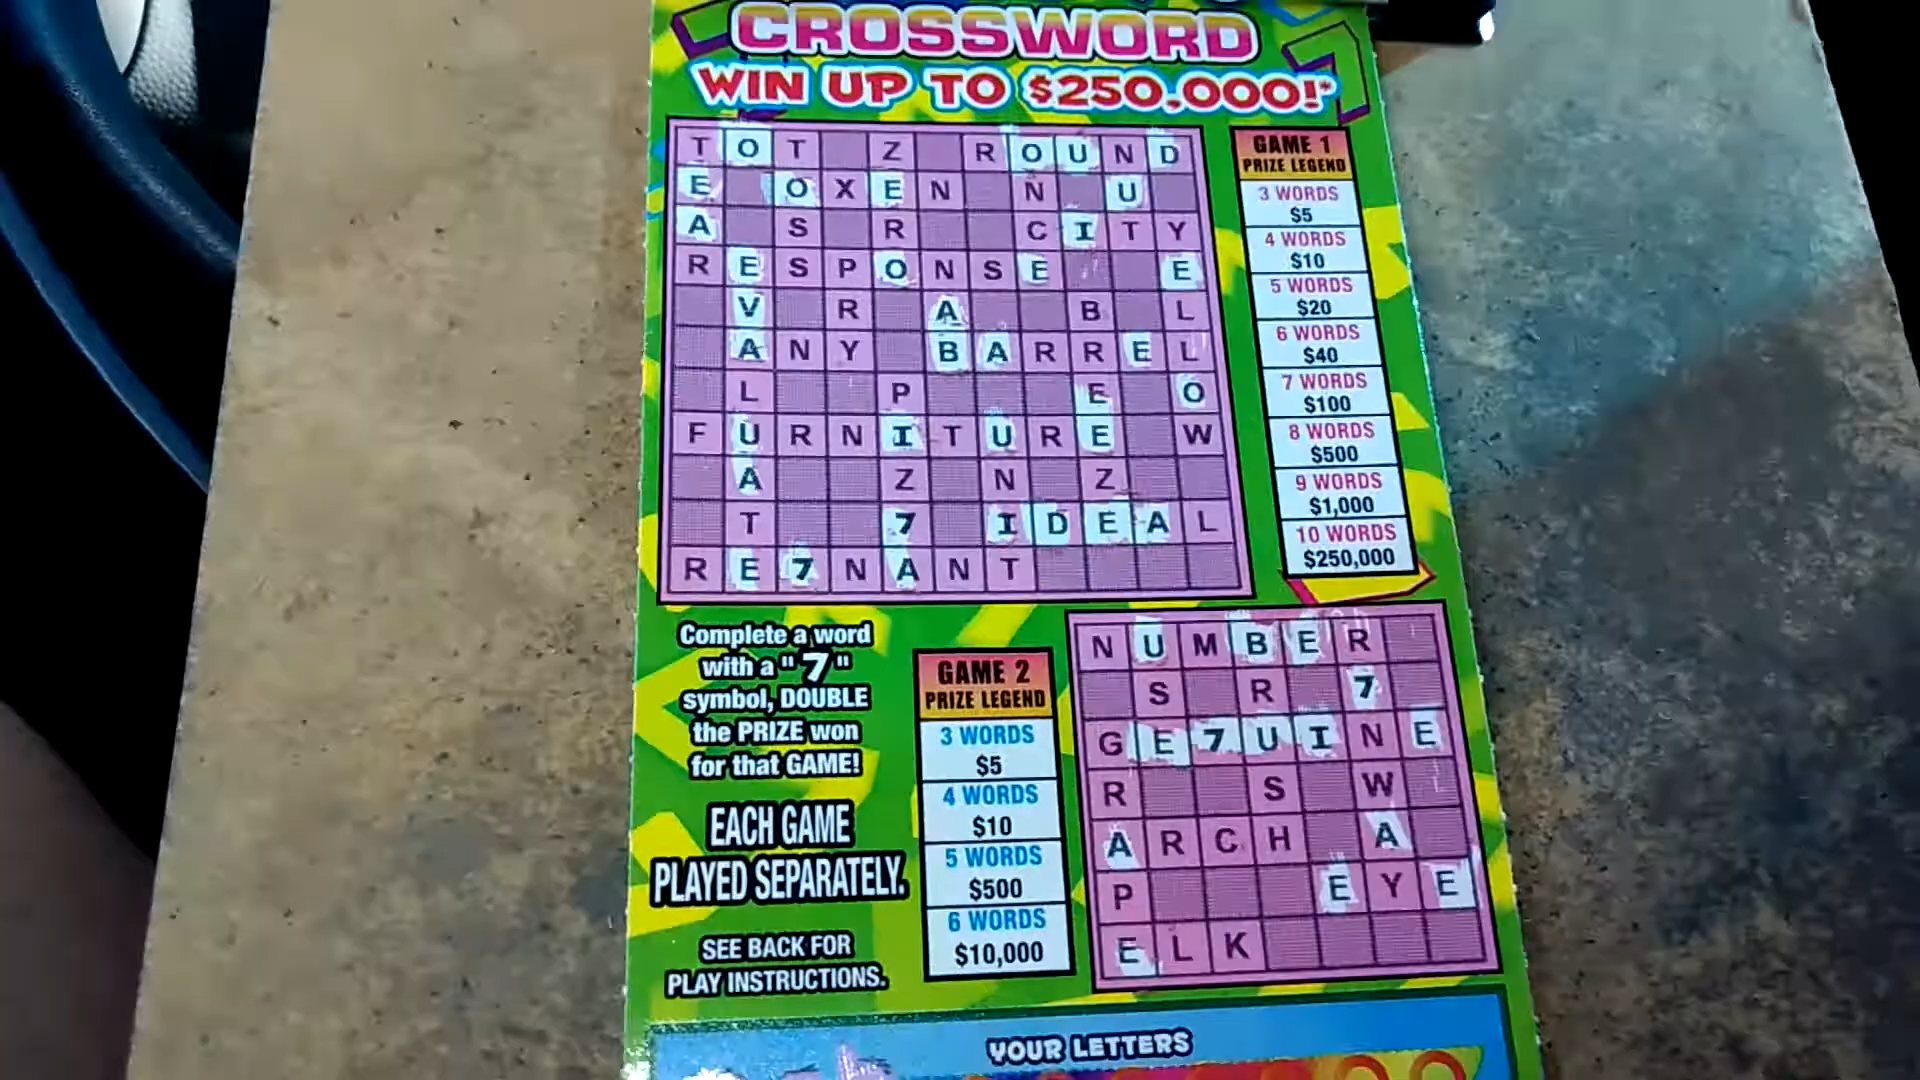 CROSSWORD
WIN UP TO $250,000!*
T O T Z R O U N D
E O X E N N U
A S R C I T Y
R E S P O N S E E
V R A B L
A N Y B A R R E L
L P E O
F U R N I T U R E W
A Z N Z
T 7 I D E A L
R E 7 N A N T
GAME 1
PRIZE LEGEND
3 WORDS
$5
4 WORDS
$10
5 WORDS
$20
6 WORDS
$40
7 WORDS
$100
8 WORDS
$500
9 WORDS
$1,000
10 WORDS
$250,000
Complete a word
with a "7"
symbol, DOUBLE
the PRIZE won
for that GAME!
EACH GAME
PLAYED SEPARATELY.
SEE BACK FOR
PLAY INSTRUCTIONS.
GAME 2
PRIZE LEGEND
3 WORDS
$5
4 WORDS
$10
5 WORDS
$500
6 WORDS
$10,000
N U M B E R
S R 7
G E 7 U I N E
R S W
A R C H A
P E Y E
E L K
YOUR LETTERS